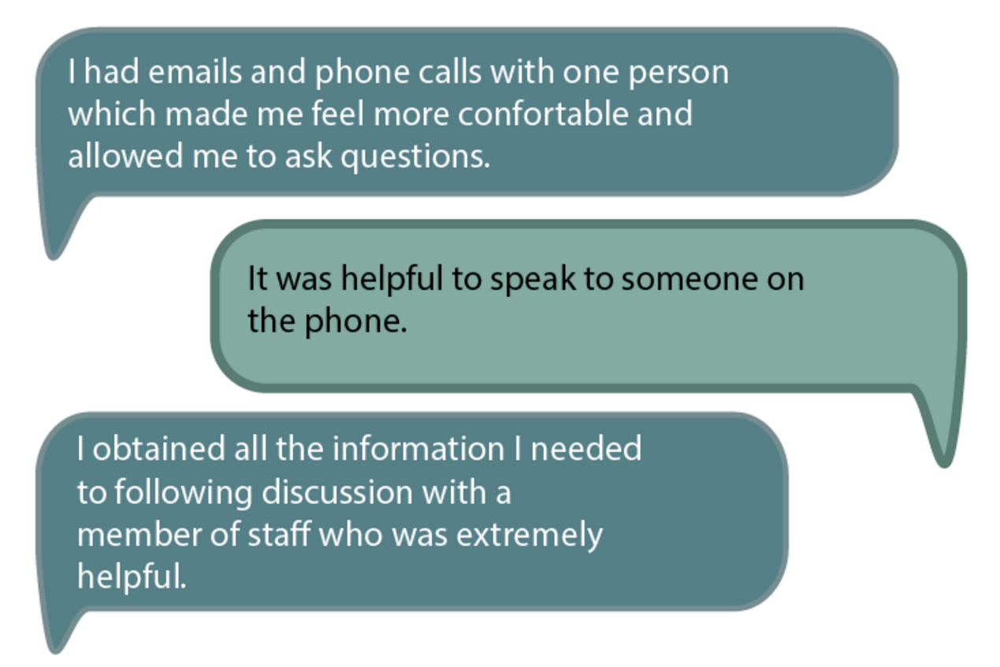 I had emails and phone calls with one person
which made me feel more confortable and
allowed me to ask questions.
It was helpful to speak to someone on
the phone.
I obtained all the information I needed
to following discussion with a
member of staff who was extremely
helpful.